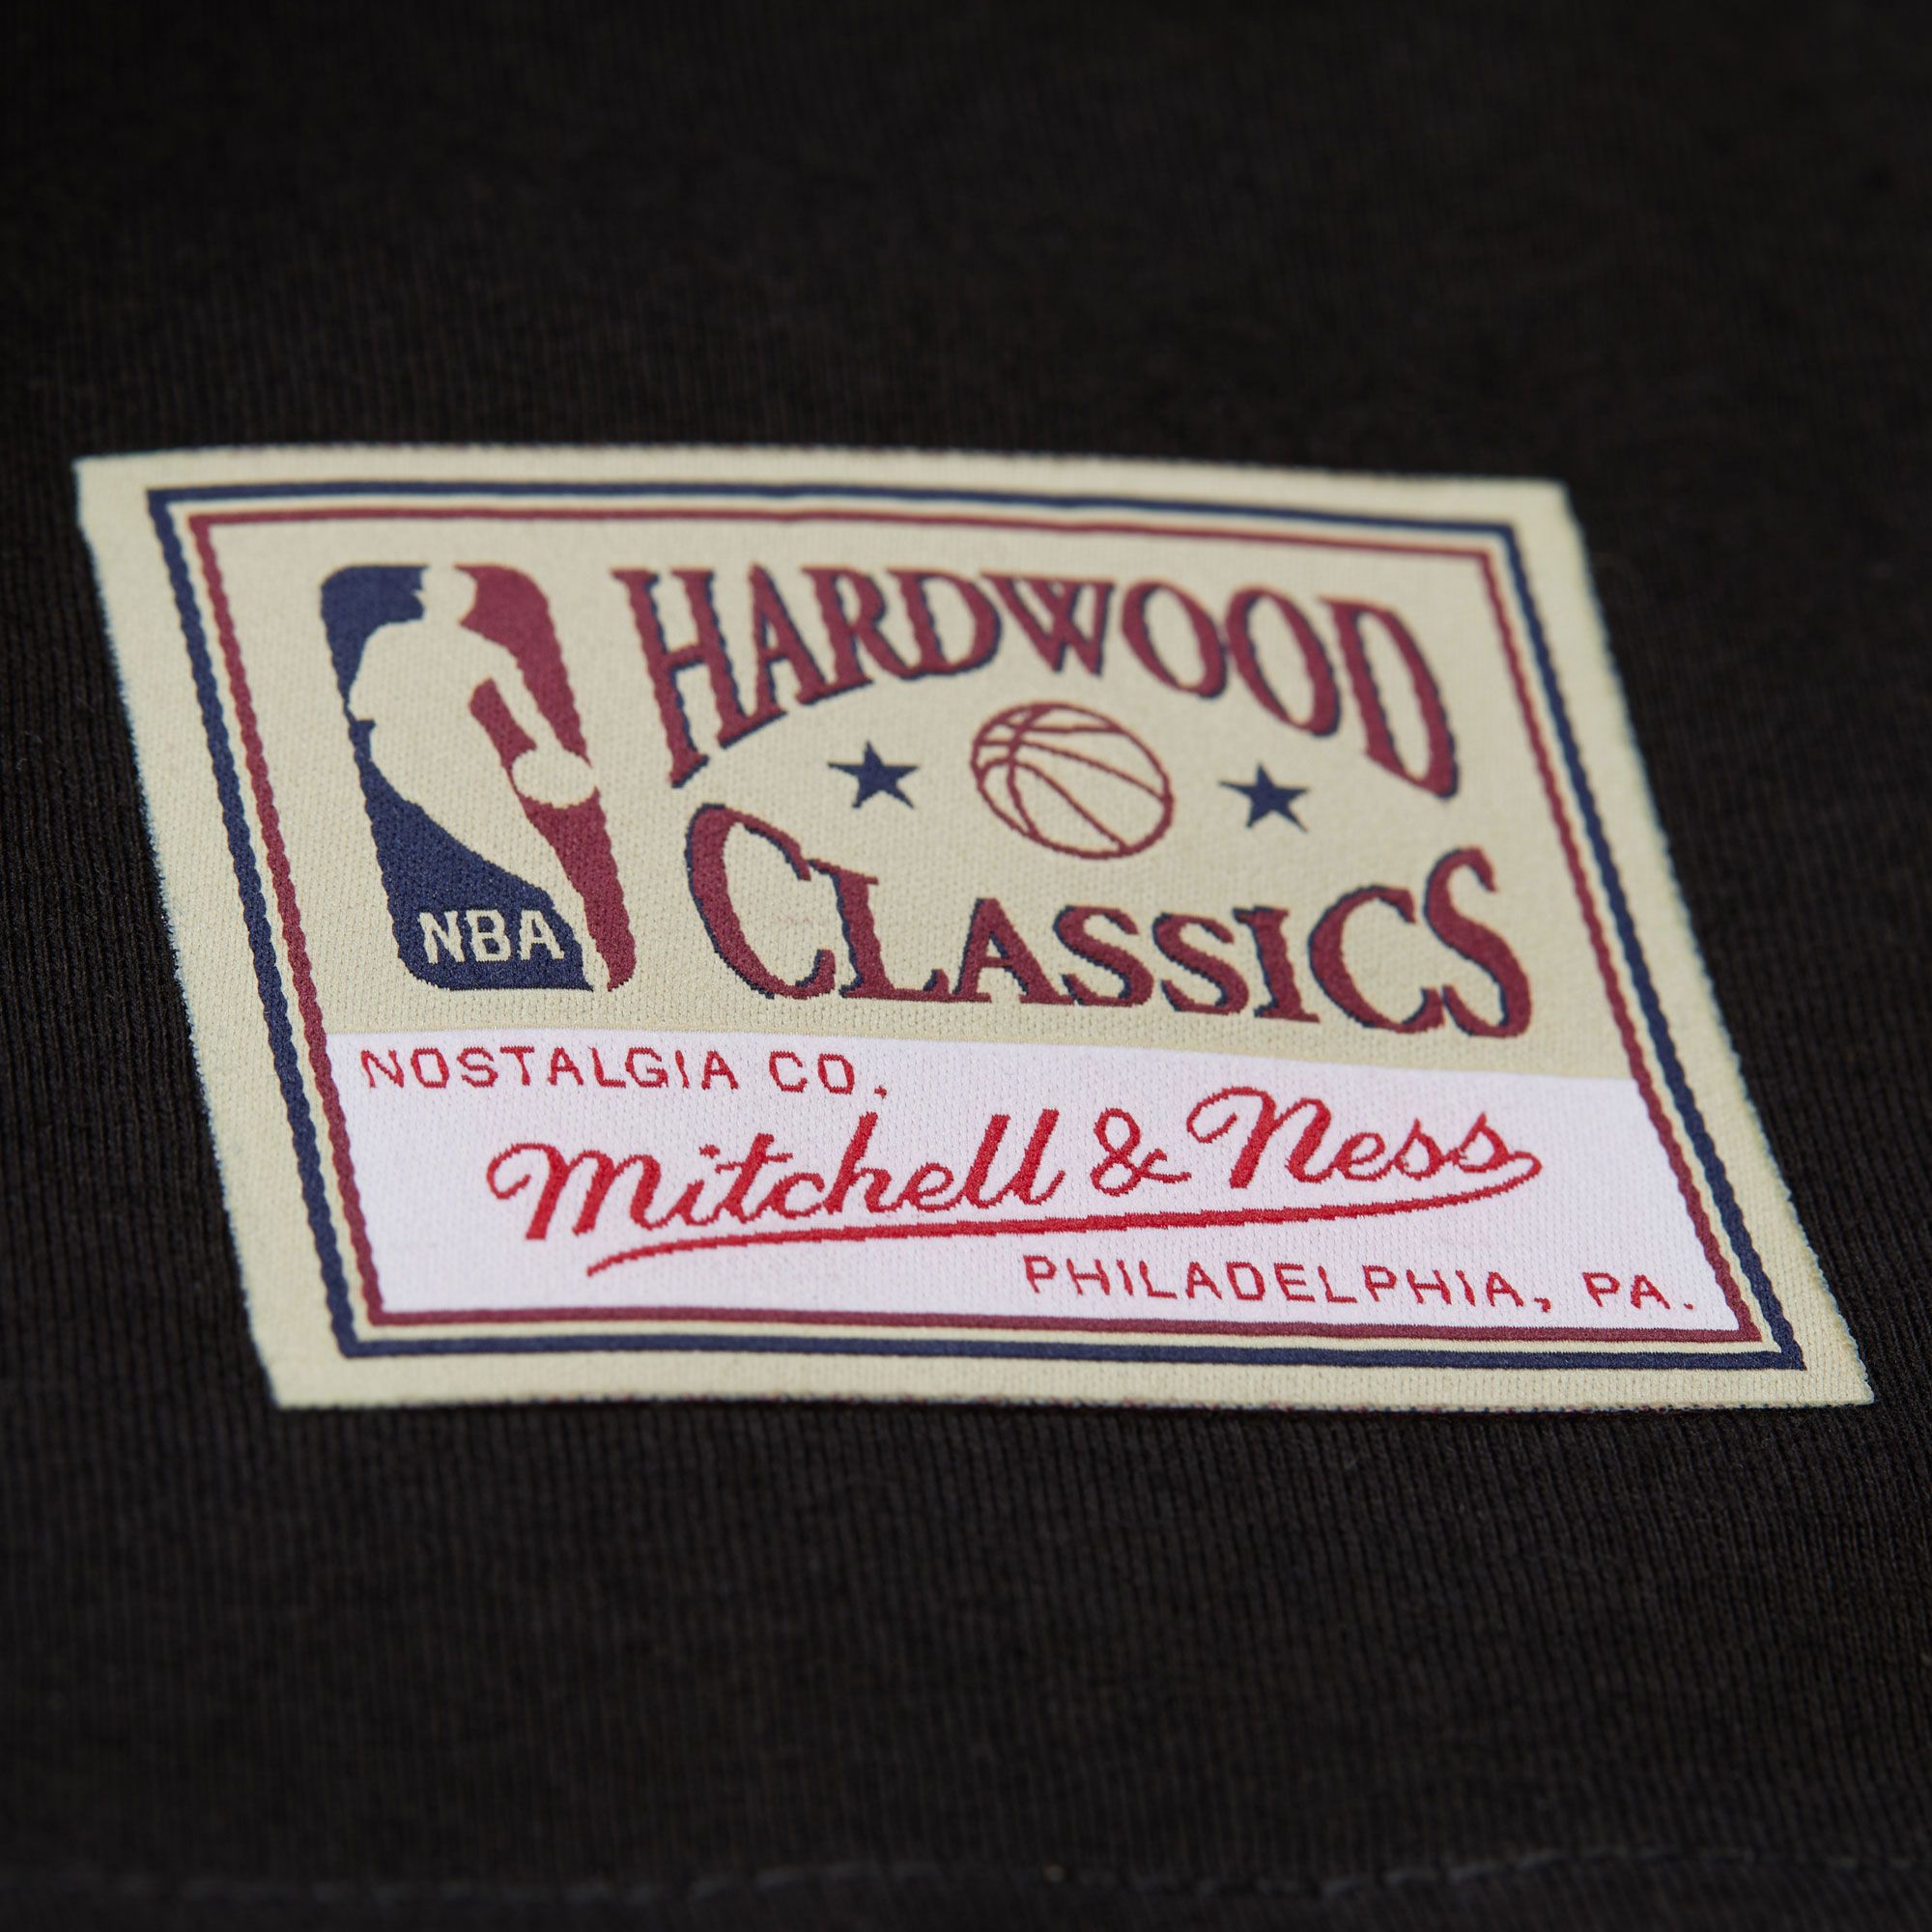 NBA
HARDWOOD
CLASSICS
NOSTALGIA CO.
Mitchell & Ness
PHILADELPHIA, PA.